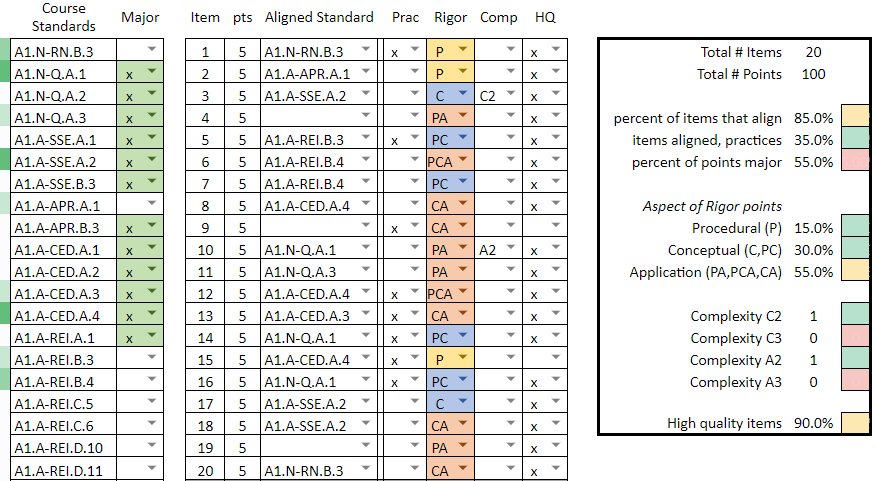 Course Standards Major
A1.N-RN.B.3
A1.N-Q.A.1 x
A1.N-Q.A.2 x
A1.N-Q.A.3 x
A1.A-SSE.A.1 x
A1.A-SSE.A.2 x
A1.A-SSE.B.3 x
A1.A-APR.A.1
A1.A-APR.B.3 x
A1.A-CED.A.1 x
A1.A-CED.A.2 x
A1.A-CED.A.3 x
A1.A-CED.A.4 x
A1.A-REI.A.1 x
A1.A-REI.B.3
A1.A-REI.B.4
A1.A-REI.C.5
A1.A-REI.C.6
A1.A-REI.D.10
A1.A-REI.D.11
Item pts Aligned Standard Prac Rigor Comp HQ
1 5 A1.N-RN.B.3 x P x
2 5 A1.A-APR.A.1 P x
3 5 A1.A-SSE.A.2 C C2 x
4 5 PA x
5 5 A1.A-REI.B.3 x PC x
6 5 A1.A-REI.B.4 PCA x
7 5 A1.A-REI.B.4 PC x
8 5 A1.A-CED.A.4 CA x
9 5 x CA
10 5 A1.N-Q.A.1 PA A2 x
11 5 A1.N-Q.A.3 PA x
12 5 A1.A-CED.A.4 x PCA x
13 5 A1.A-CED.A.3 x CA x
14 5 A1.N-Q.A.1 x PC x
15 5 A1.A-CED.A.4 x P
16 5 A1.N-Q.A.1 x PC x
17 5 A1.A-SSE.A.2 C x
18 5 A1.A-SSE.A.2 CA x
19 5 PA x
20 5 A1.N-RN.B.3 CA x
Total # Items 20
Total # Points 100
percent of items that align 85.0%
items aligned, practices 35.0%
percent of points major 55.0%
Aspect of Rigor points
Procedural (P) 15.0%
Conceptual (C,PC) 30.0%
Application (PA,PCA,CA) 55.0%
Complexity C2 1
Complexity C3 0
Complexity A2 1
Complexity A3 0
High quality items 90.0%